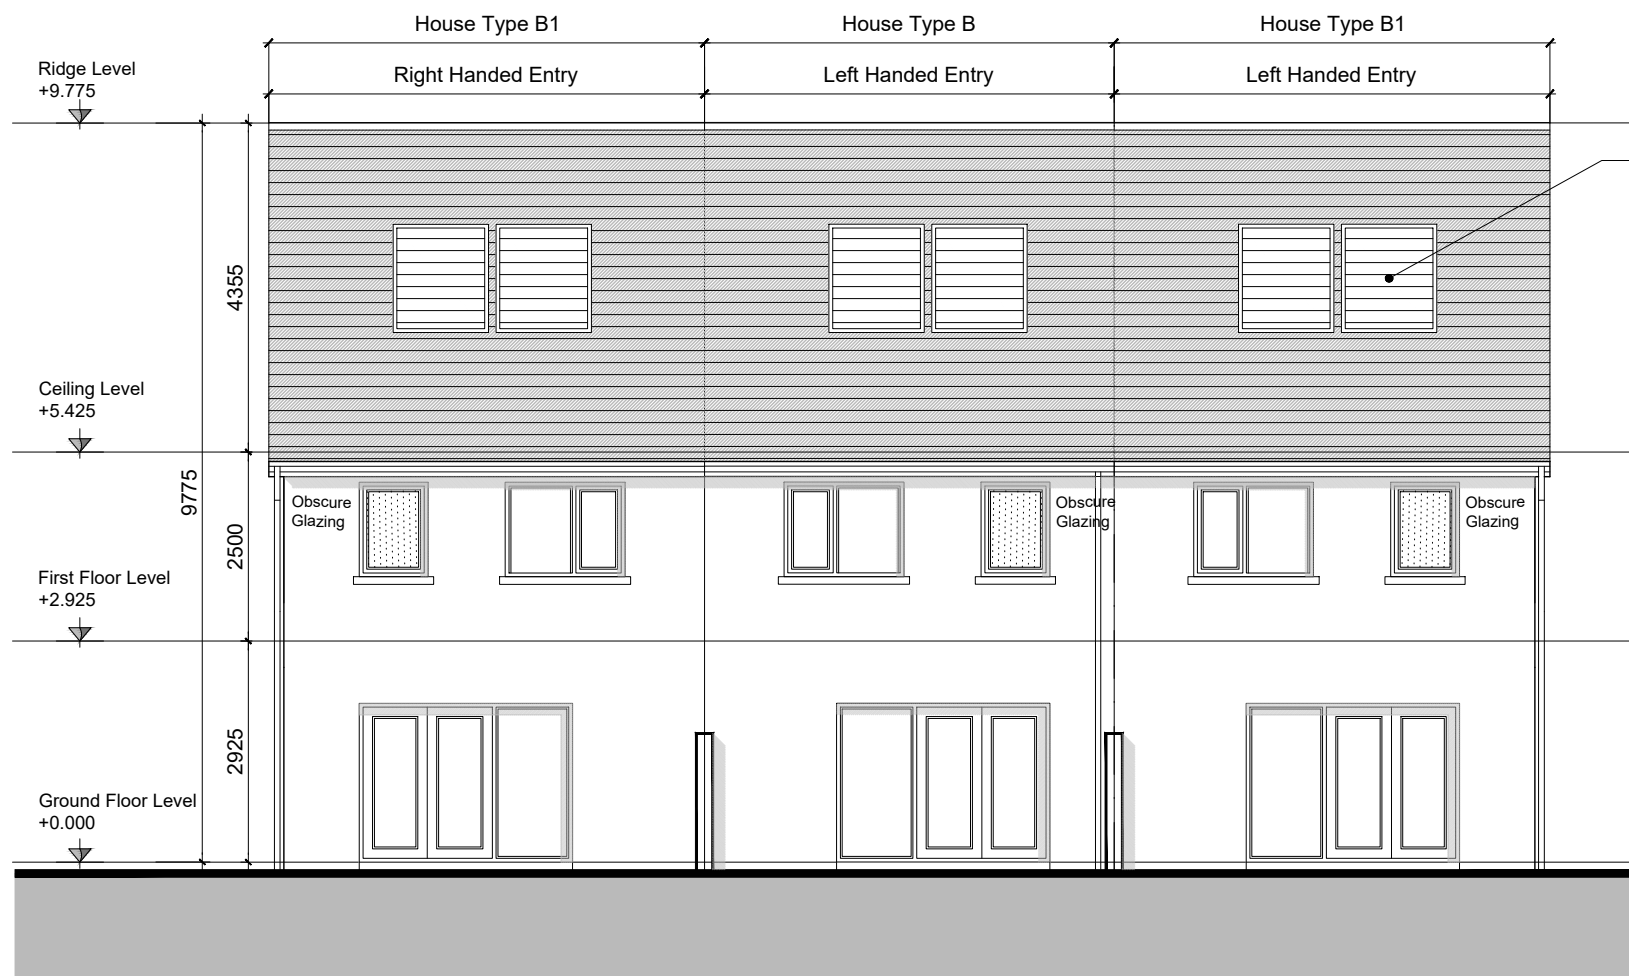 House Type B1
House Type B
House Type B1
Right Handed Entry
Left Handed Entry
Left Handed Entry
Ridge Level
+9.775
4355
Ceiling Level
+5.425
9775
2500
Obscure
Glazing
Obscure
Glazing
Obscure
Glazing
First Floor Level
+2.925
2925
Ground Floor Level
+0.000